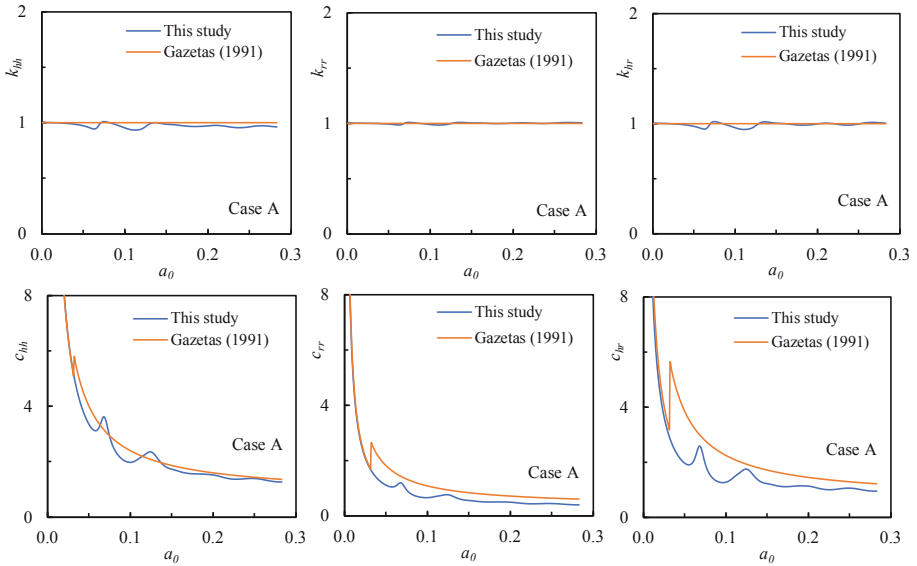 2
This study
Gazetas (1991)
k_hh
1
Case A
0
0.0 0.1 0.2 0.3
a_0
2
This study
Gazetas (1991)
k_rr
1
Case A
0
0.0 0.1 0.2 0.3
a_0
2
This study
Gazetas (1991)
k_hr
1
Case A
0
0.0 0.1 0.2 0.3
a_0
8
This study
Gazetas (1991)
c_hh
4
Case A
0
0.0 0.1 0.2 0.3
a_0
8
This study
Gazetas (1991)
c_rr
4
Case A
0
0.0 0.1 0.2 0.3
a_0
8
This study
Gazetas (1991)
c_hr
4
Case A
0
0.0 0.1 0.2 0.3
a_0